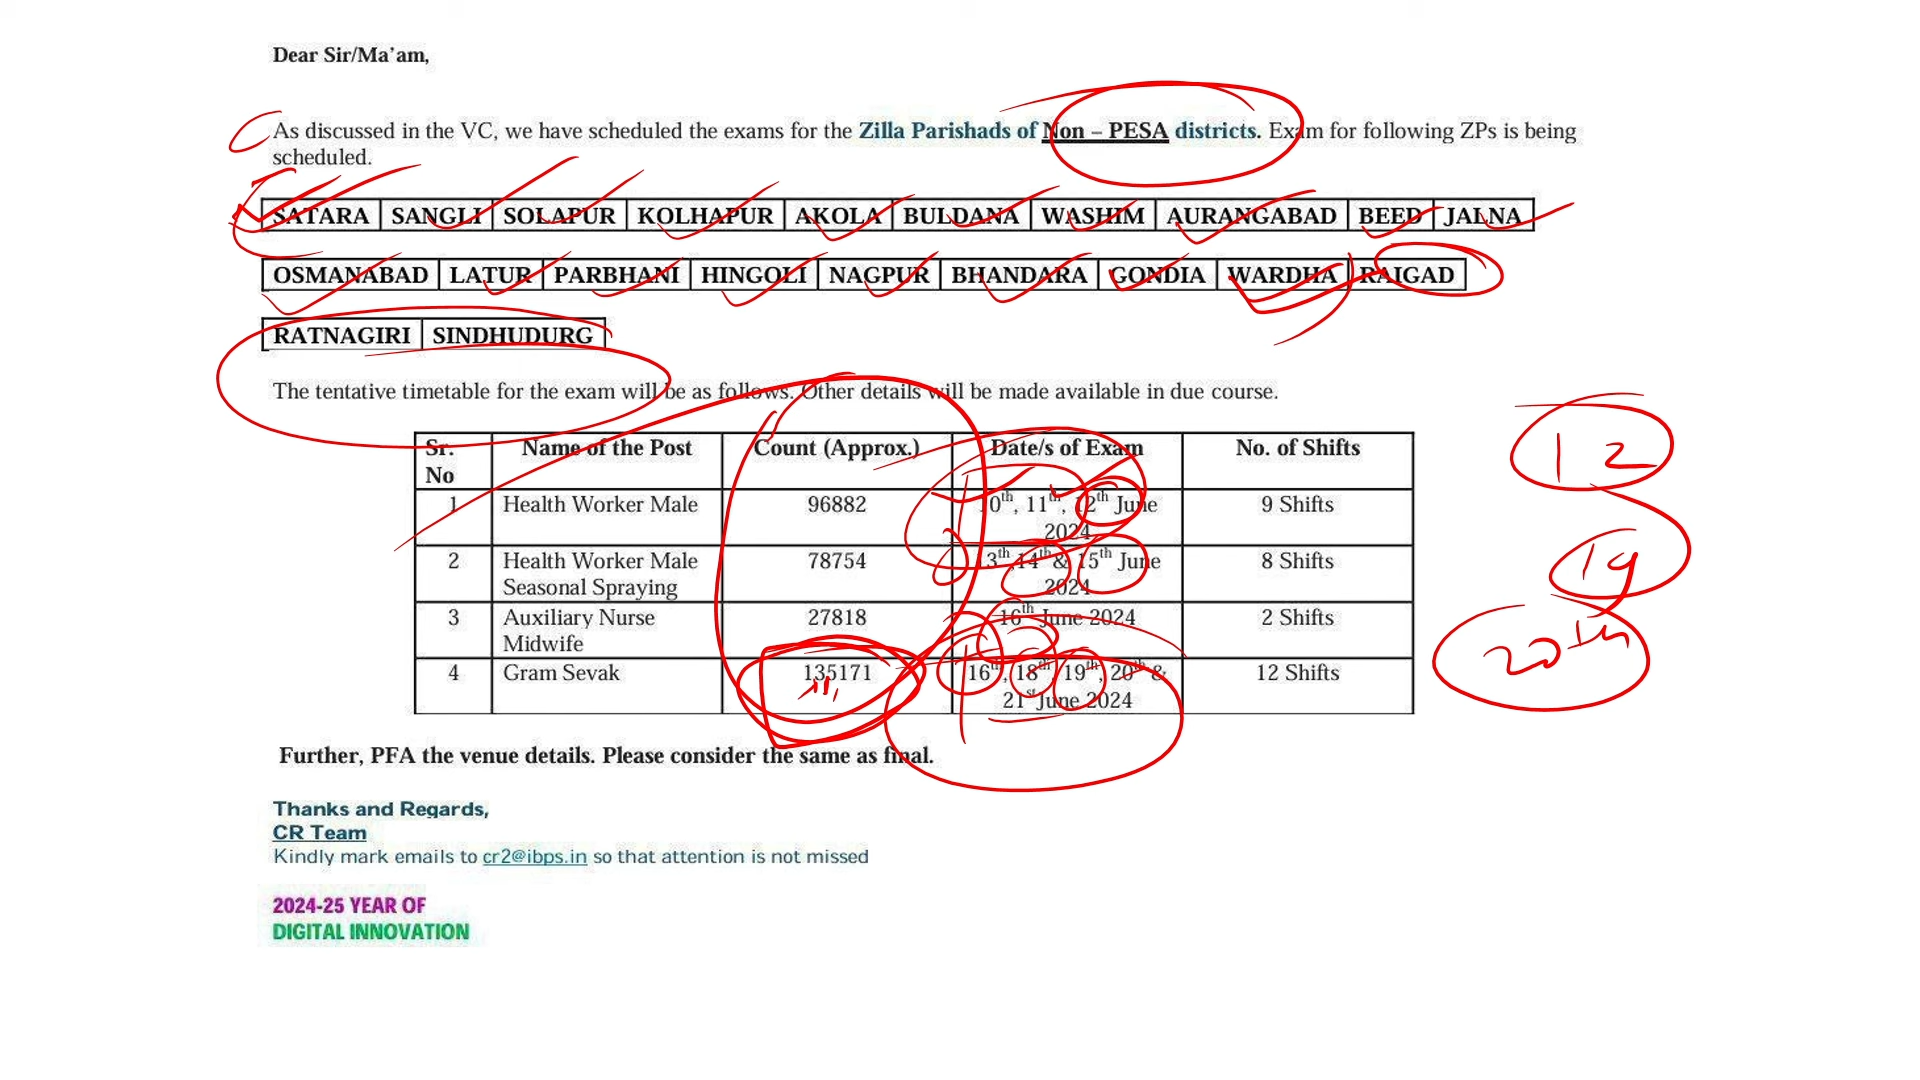 Dear Sir/Ma'am,
As discussed in the VC, we have scheduled the exams for the Zilla Parishads of Non – PESA districts. Exam for following ZPs is being
scheduled.
SATARA SANGLI SOLAPUR KOLHAPUR AKOLA BULDANA WASHIM AURANGABAD BEED JALNA
OSMANABAD LATUR PARBHANI HINGOLI NAGPUR BHANDARA GONDIA WARDHA RAIGAD
RATNAGIRI SINDHUDURG
The tentative timetable for the exam will be as follows. Other details will be made available in due course.
Sr. Name of the Post Count (Approx.) Date/s of Exam No. of Shifts
No
1 Health Worker Male 96882 10th, 11th, 12th June 9 Shifts
2024
2 Health Worker Male 78754 13th, 14th & 15th June 8 Shifts
Seasonal Spraying 2024
3 Auxiliary Nurse 27818 16th June 2024 2 Shifts
Midwife
4 Gram Sevak 135171 16th, 18th, 19th, 20th & 12 Shifts
21st June 2024
12
19
20th
Further, PFA the venue details. Please consider the same as final.
Thanks and Regards,
CR Team
Kindly mark emails to cr2@ibps.in so that attention is not missed
2024-25 YEAR OF
DIGITAL INNOVATION